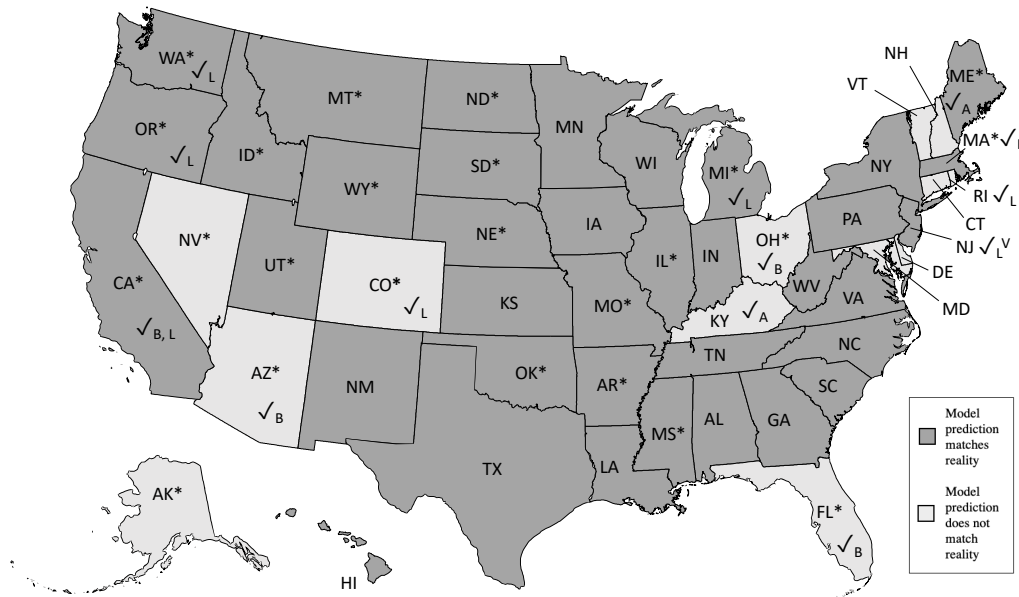 WA*
✓L
OR*
✓L
CA*
✓B, L
ID*
NV*
MT*
WY*
UT*
AZ*
✓B
CO*
✓L
NM
ND*
SD*
NE*
KS
OK*
TX
MN
IA
MO*
AR*
LA
WI
IL*
MS*
MI*
✓L
IN
OH*
✓B
KY
✓A
TN
AL
GA
FL*
✓B
SC
NC
VA
WV
PA
NY
VT
NH
ME*
✓A
MA*✓
RI ✓L
CT
NJ ✓L V
DE
MD
AK*
HI
Model
prediction
matches
reality
Model
prediction
does not
match
reality